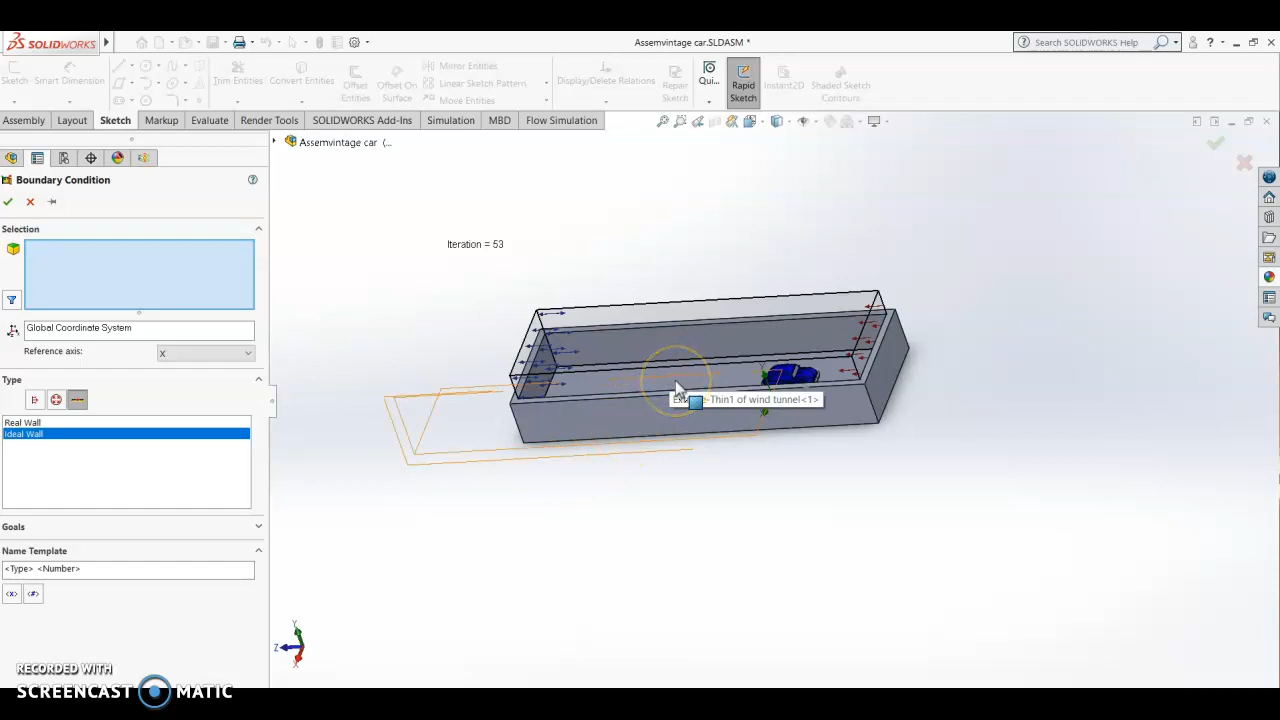 SOLIDWORKS
Assemvintage car.SLDASM *
Search SOLIDWORKS Help
Sketch
Smart Dimension
Trim Entities
Convert Entities
Offset Entities
Offset On Surface
Mirror Entities
Linear Sketch Pattern
Move Entities
Display/Delete Relations
Repair Sketch
Qui...
Rapid Sketch
Instant2D
Shaded Sketch Contours
Assembly
Layout
Sketch
Markup
Evaluate
Render Tools
SOLIDWORKS Add-Ins
Simulation
MBD
Flow Simulation
Assemvintage car (...
Boundary Condition
Selection
Global Coordinate System
Reference axis:
X
Type
Real Wall
Ideal Wall
Goals
Name Template
<Type> <Number>
<x>
<#>
Iteration = 53
Thin1 of wind tunnel<1>
Y
Z
X
RECORDED WITH
SCREENCAST MATIC